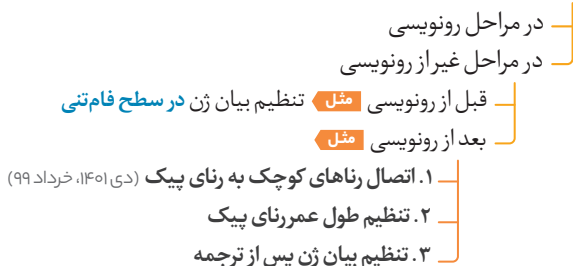 در مراحل رونویسی
در مراحل غیر از رونویسی
قبل از رونویسی مثل تنظیم بیان ژن در سطح فام‌تنی
بعد از رونویسی مثل
۱. اتصال رناهای کوچک به رنای پیک (دی ۱۴۰۱، خرداد ۹۹)
۲. تنظیم طول عمر رنای پیک
۳. تنظیم بیان ژن پس از ترجمه